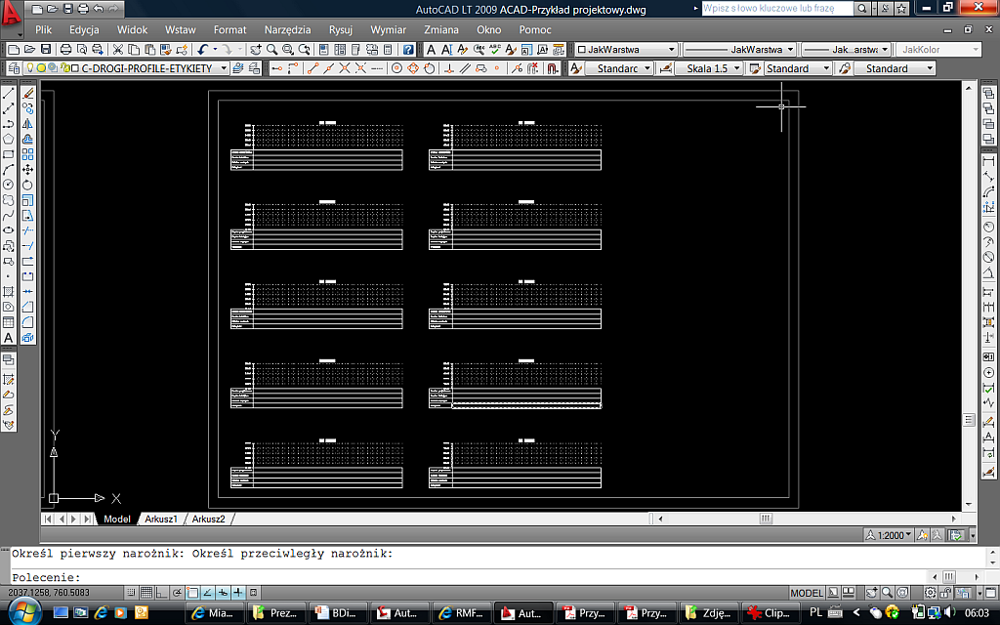 AutoCAD LT 2009 ACAD-Przykład projektowy.dwg
Wpisz słowo kluczowe lub frazę
Plik Edycja Widok Wstaw Format Narzędzia Rysuj Wymiar Zmiana Okno Pomoc
JakWarstwa JakWarstwa Jak...arstwa JakKolor
C-DROGI-PROFILE-ETYKIETY Standard Skala 1.5 Standard Standard
Y
X
Model Arkusz1 Arkusz2
1:2000
Określ pierwszy narożnik: Określ przeciwległy narożnik:
Polecenie:
2037.1258, 760.5083 MODEL
Mia... Prez... BDi... Aut... RMF... Aut... Przy... Przy... Zdję... Clip... PL 06:03